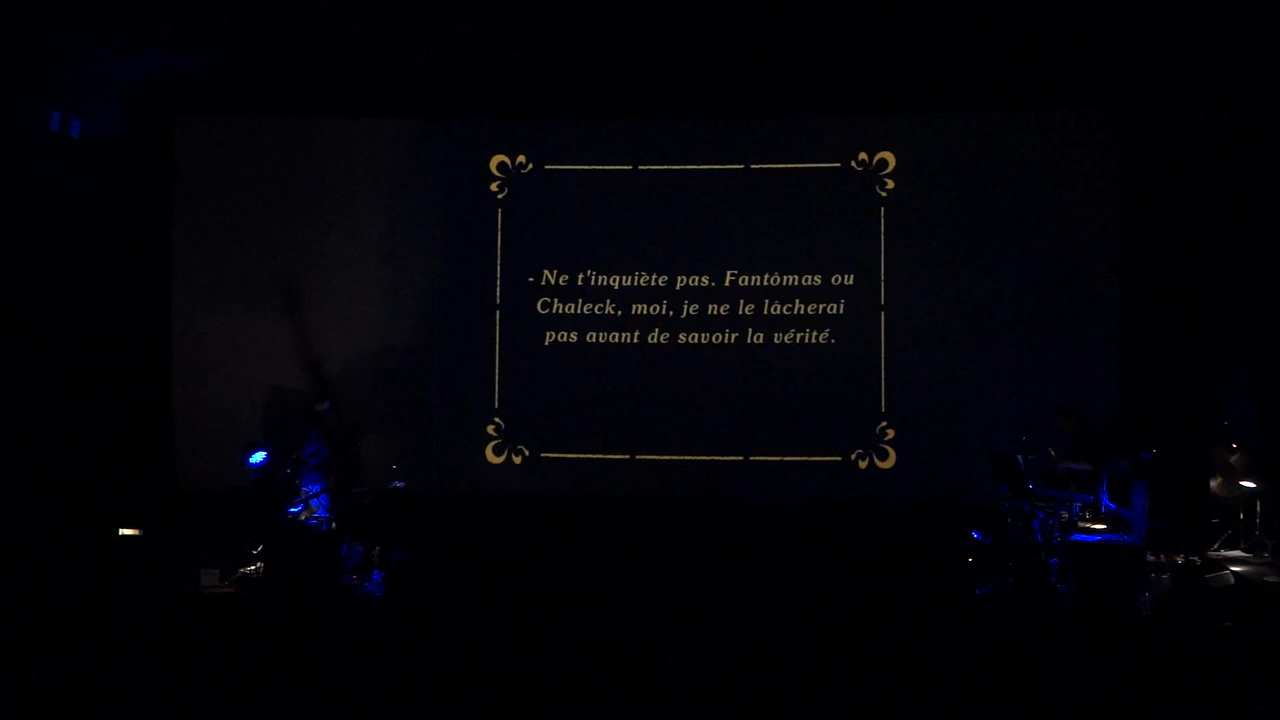 - Ne t'inquiète pas. Fantômas ou
Chaleck, moi, je ne le lâcherai
pas avant de savoir la vérité.